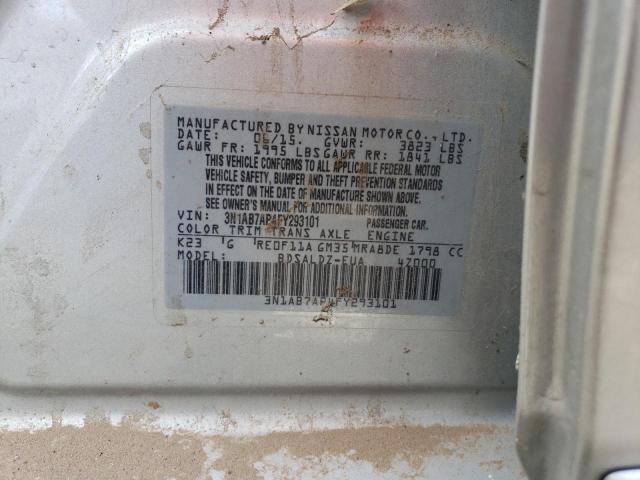 MANUFACTURED BY NISSAN MOTOR CO., LTD.
DATE: 06/15. GVWR: 3823 LBS
GAWR FR: 1995 LBS GAWR RR: 1841 LBS
THIS VEHICLE CONFORMS TO ALL APPLICABLE FEDERAL MOTOR
VEHICLE SAFETY, BUMPER AND THEFT PREVENTION STANDARDS
IN EFFECT ON THE DATE OF MANUFACTURE SHOWN ABOVE.
SEE OWNER'S MANUAL FOR FURTHER INFORMATION
VIN: 3N1AB7AP4FY293101 PASSENGER CAR.
COLOR TRIM TRANS AXLE ENGINE
K23 G RE0F11A GM35 MRA8DE 1798 CC
MODEL: BDSALDZ-EUA 47000
3N1AB7AP4FY293101